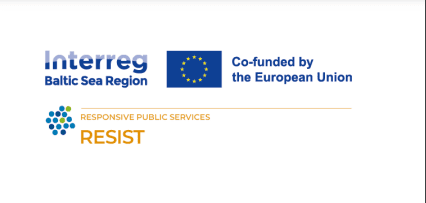 Interreg
Baltic Sea Region
Co-funded by
the European Union
RESPONSIVE PUBLIC SERVICES
RESIST